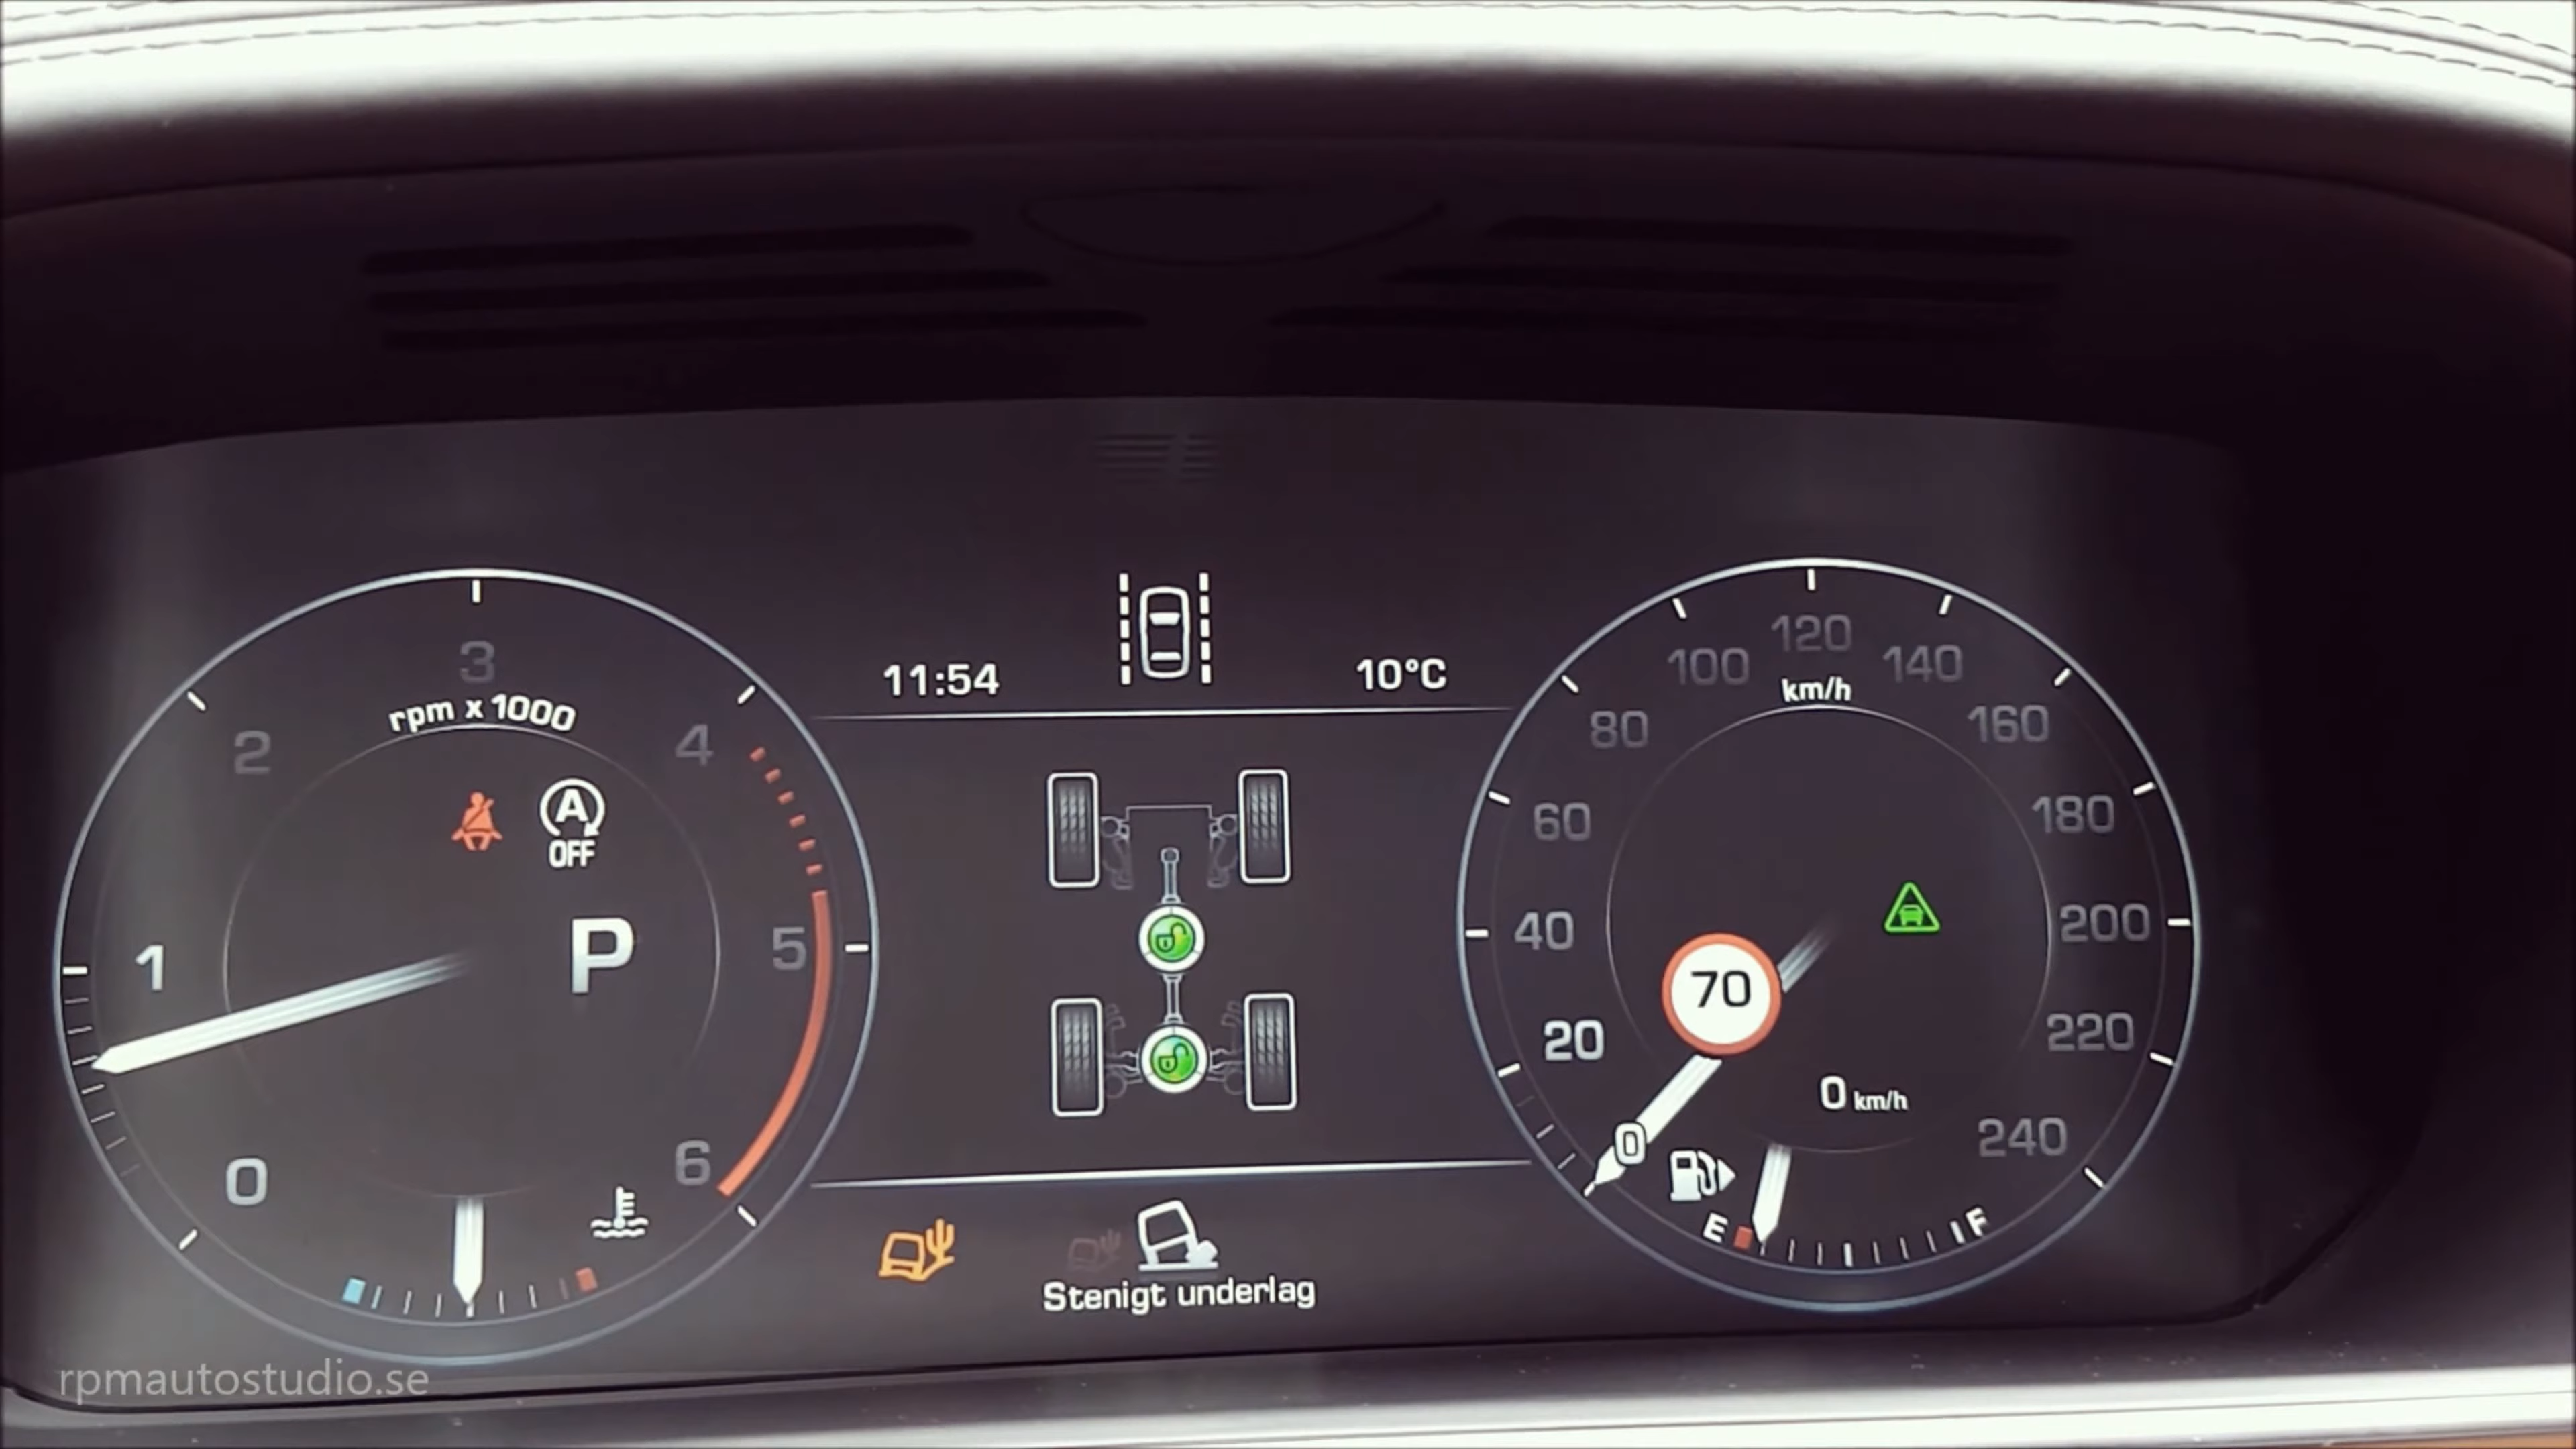 11:54
10°C
rpm x 1000
0
1
2
3
4
5
6
A
OFF
P
km/h
0
20
40
60
80
100
120
140
160
180
200
220
240
70
0 km/h
E
F
Stenigt underlag
rpmautostudio.se